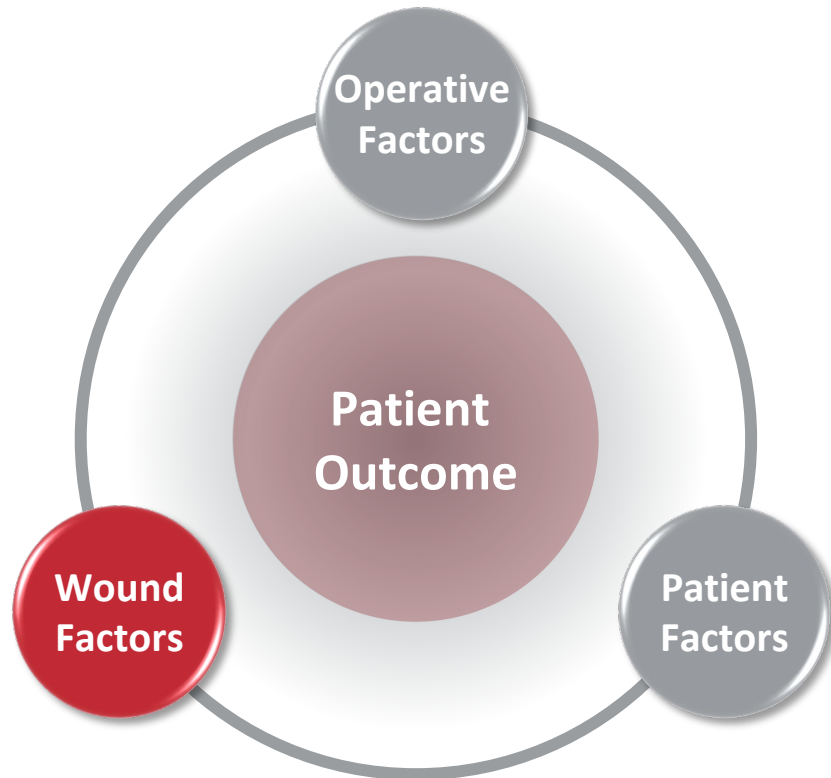 Operative
Factors
Patient
Outcome
Wound
Factors
Patient
Factors